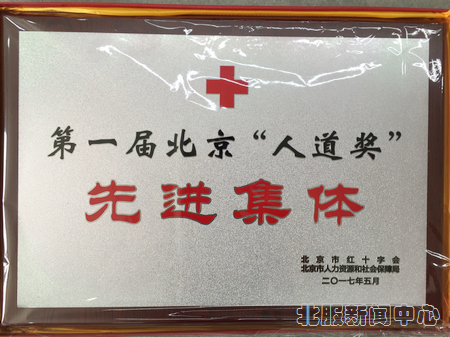 第一届北京“人道奖”
先进集体
北京市红十字会
北京市人力资源和社会保障局
二〇一七年五月
北服新闻中心